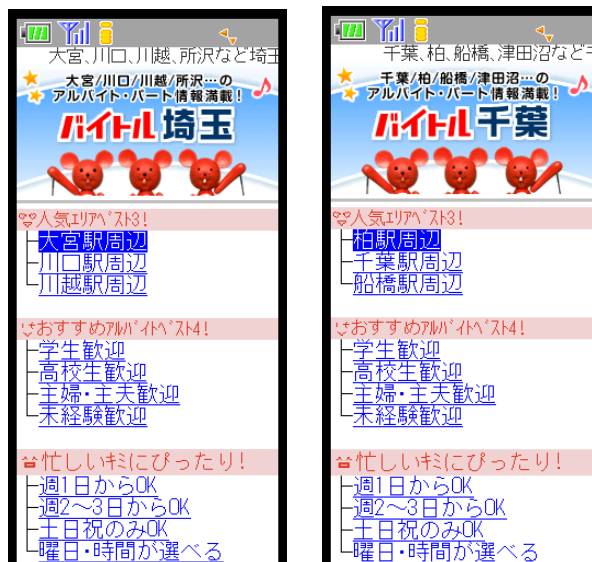 大宮、川口、川越、所沢など埼玉
大宮/川口/川越/所沢…の
アルバイト・パート情報満載!
バイトル埼玉
人気エリアベスト3!
大宮駅周辺
川口駅周辺
川越駅周辺
おすすめアルバイトベスト4!
学生歓迎
高校生歓迎
主婦・主夫歓迎
未経験歓迎
忙しいキミにぴったり!
週1日からOK
週2~3日からOK
土日祝のみOK
曜日・時間が選べる
千葉、柏、船橋、津田沼など
千葉/柏/船橋/津田沼…の
アルバイト・パート情報満載!
バイトル千葉
人気エリアベスト3!
柏駅周辺
千葉駅周辺
船橋駅周辺
おすすめアルバイトベスト4!
学生歓迎
高校生歓迎
主婦・主夫歓迎
未経験歓迎
忙しいキミにぴったり!
週1日からOK
週2~3日からOK
土日祝のみOK
曜日・時間が選べる